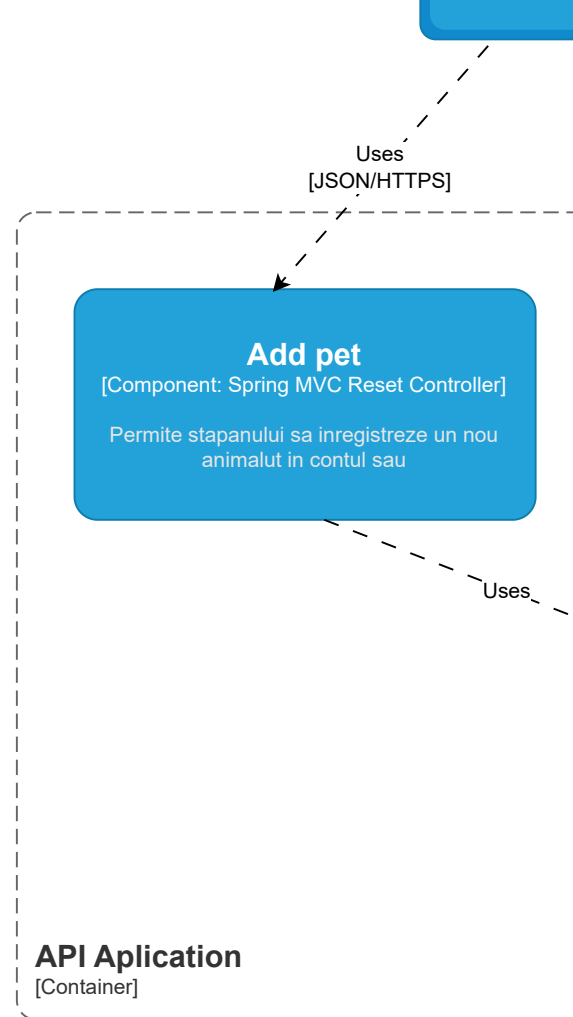 Uses
[JSON/HTTPS]
Add pet
[Component: Spring MVC Reset Controller]
Permite stapanului sa inregistreze un nou
animalut in contul sau
Uses
API Aplication
[Container]